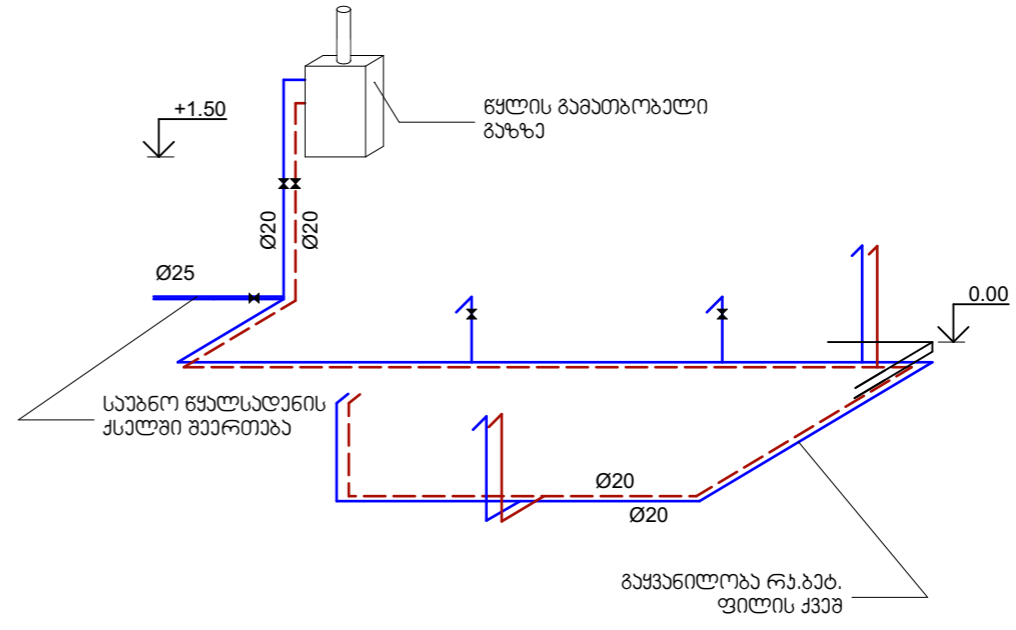 წყლის გამათბობელი
გაზზე
+1.50
Ø20
Ø20
Ø25
0.00
საუბნო წყალსადენის
ქსელში შეერთება
Ø20
Ø20
გაყვანილობა რკ.ბეტ.
ფილის ქვეშ